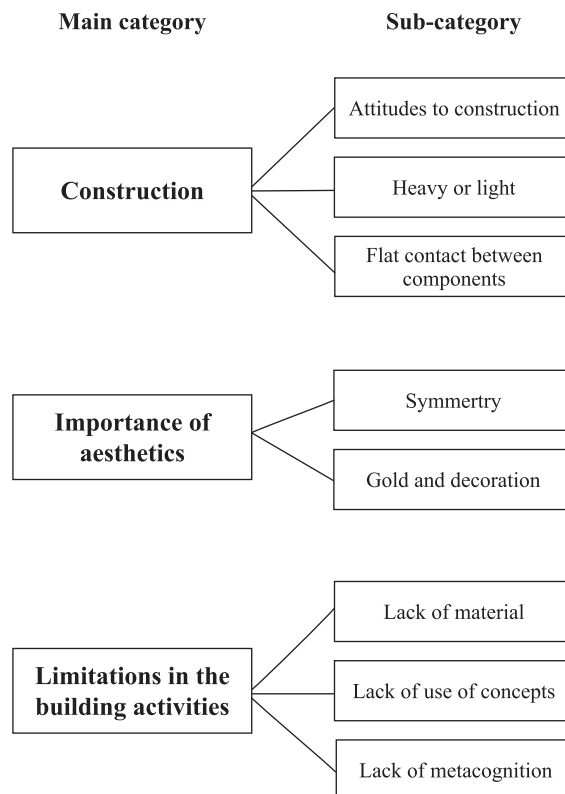 Main category
Sub-category
Construction
Attitudes to construction
Heavy or light
Flat contact between
components
Importance of
aesthetics
Symmertry
Gold and decoration
Limitations in the
building activities
Lack of material
Lack of use of concepts
Lack of metacognition